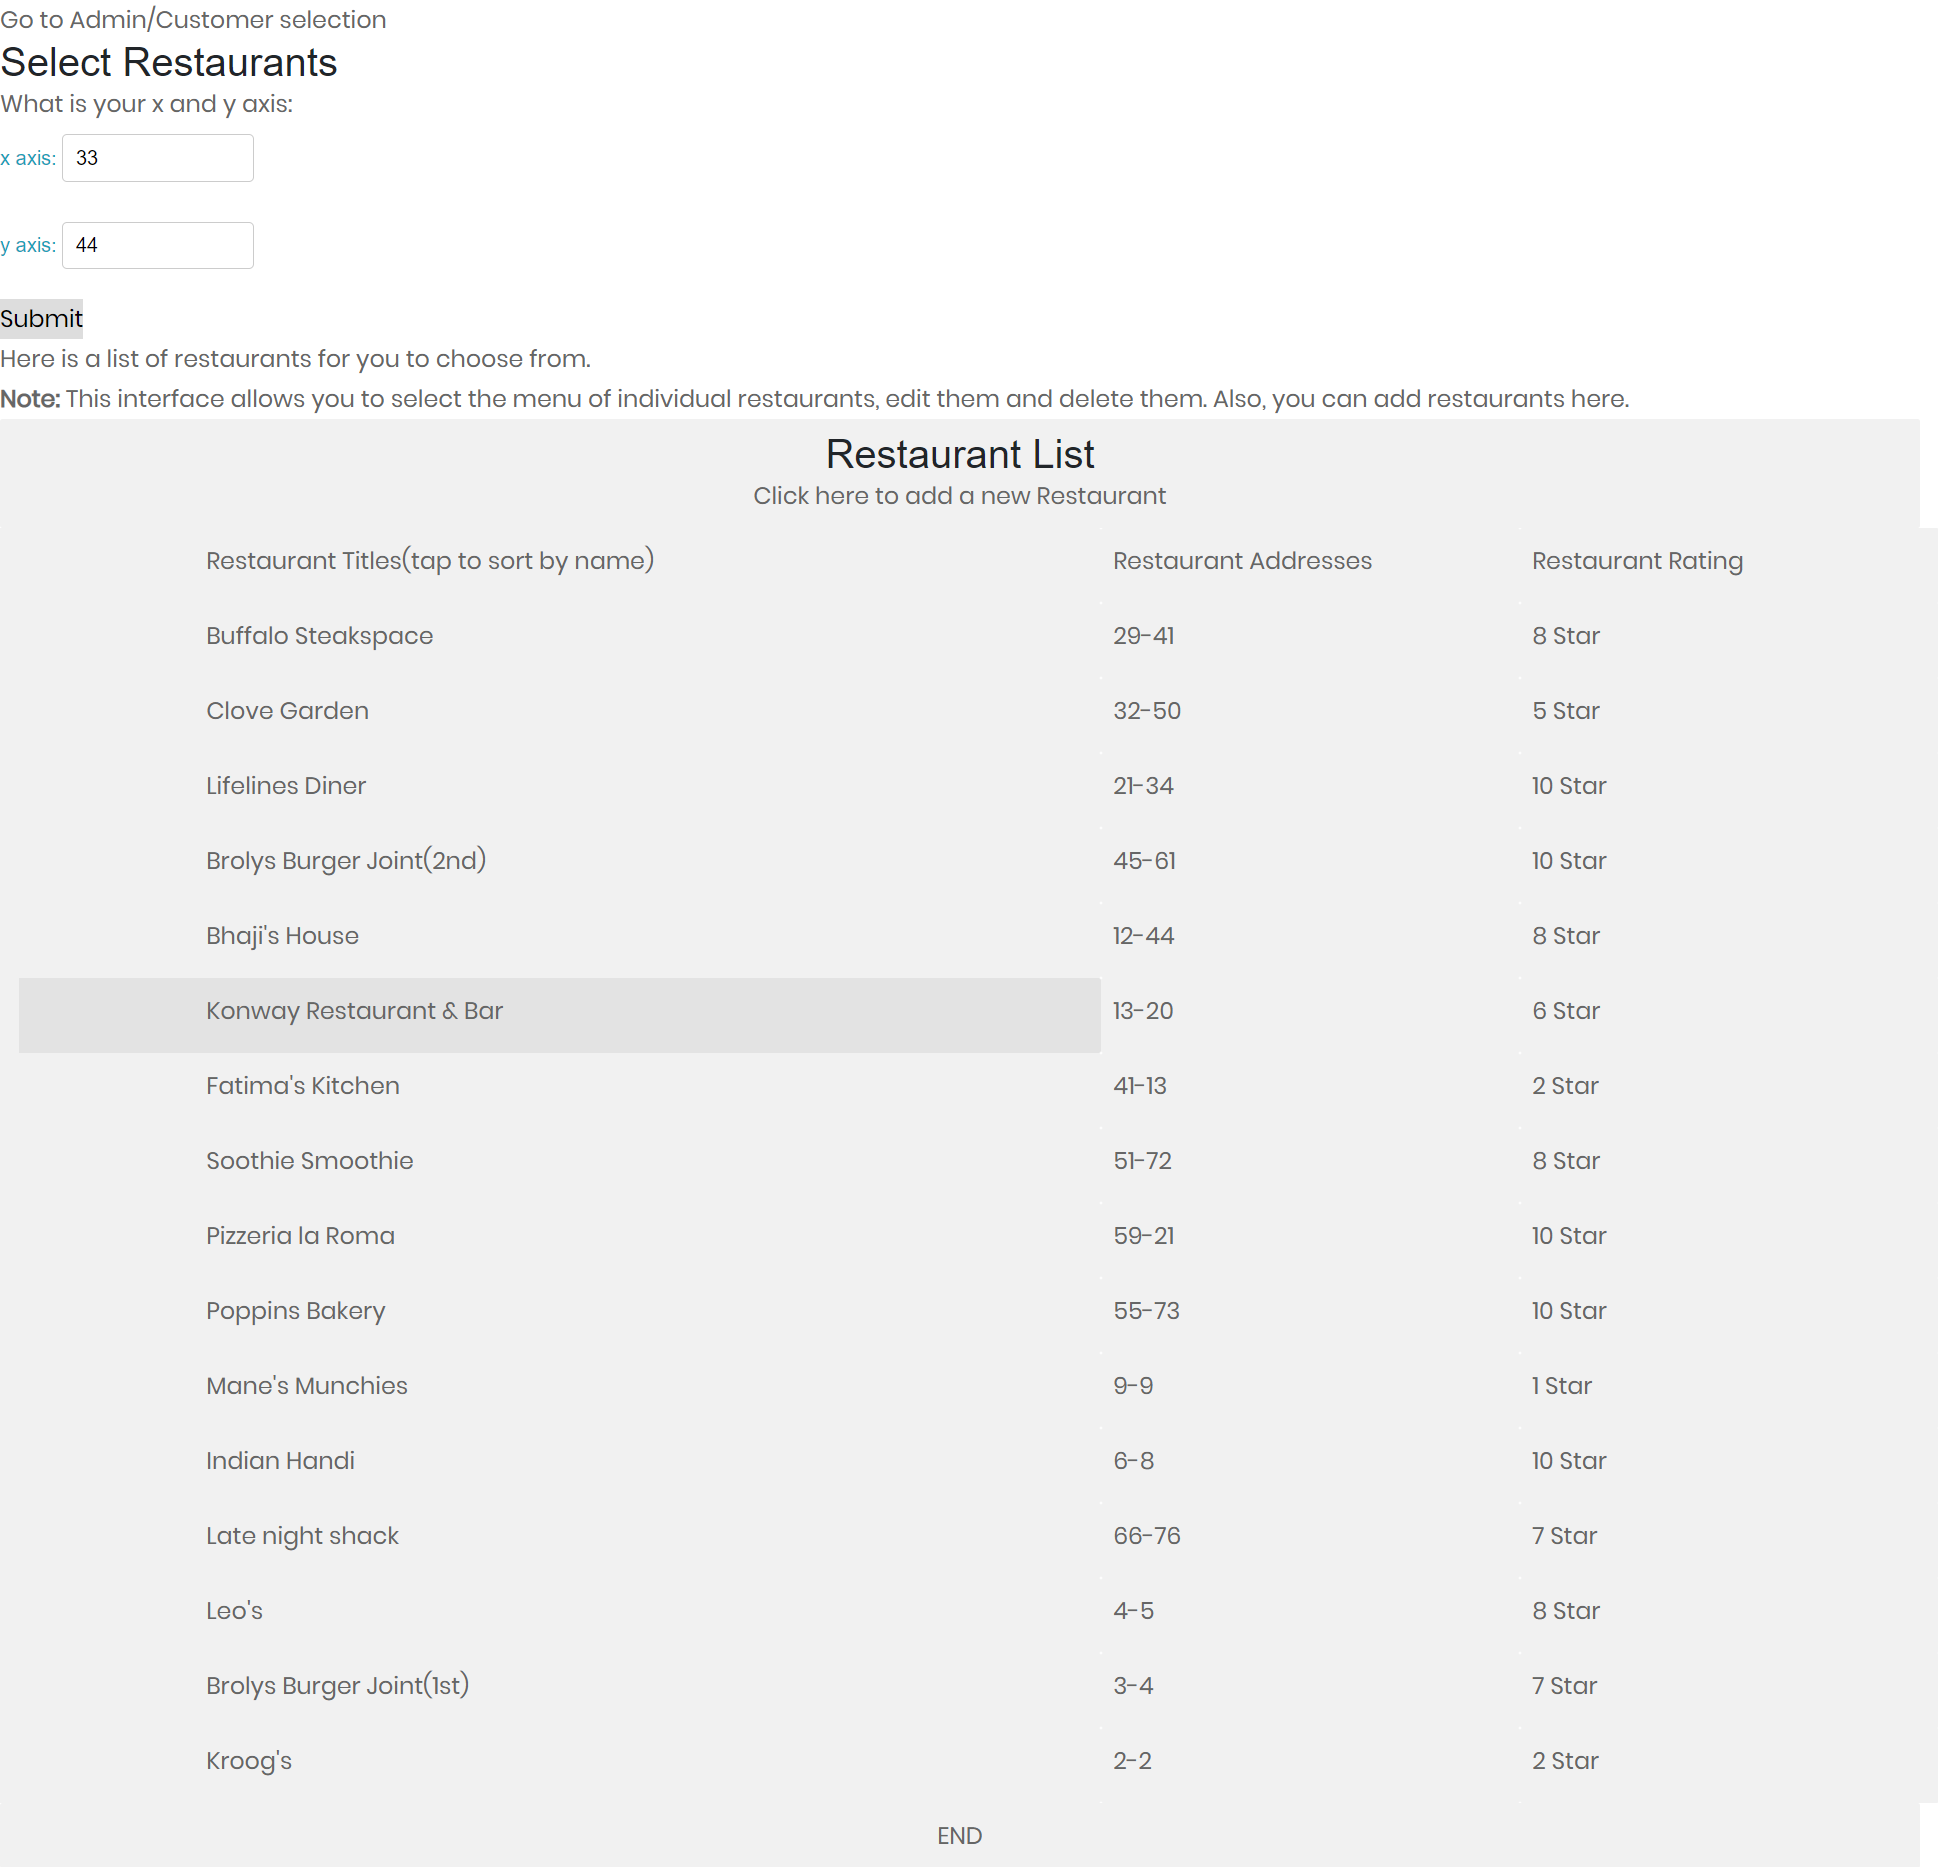 Go to Admin/Customer selection
Select Restaurants
What is your x and y axis:
x axis: 33
y axis: 44
Submit
Here is a list of restaurants for you to choose from.
Note: This interface allows you to select the menu of individual restaurants, edit them and delete them. Also, you can add restaurants here.
Restaurant List
Click here to add a new Restaurant
Restaurant Titles(tap to sort by name) Restaurant Addresses Restaurant Rating
Buffalo Steakspace 29-41 8 Star
Clove Garden 32-50 5 Star
Lifelines Diner 21-34 10 Star
Brolys Burger Joint(2nd) 45-61 10 Star
Bhaji's House 12-44 8 Star
Konway Restaurant & Bar 13-20 6 Star
Fatima's Kitchen 41-13 2 Star
Soothie Smoothie 51-72 8 Star
Pizzeria la Roma 59-21 10 Star
Poppins Bakery 55-73 10 Star
Mane's Munchies 9-9 1 Star
Indian Handi 6-8 10 Star
Late night shack 66-76 7 Star
Leo's 4-5 8 Star
Brolys Burger Joint(1st) 3-4 7 Star
Kroog's 2-2 2 Star
END